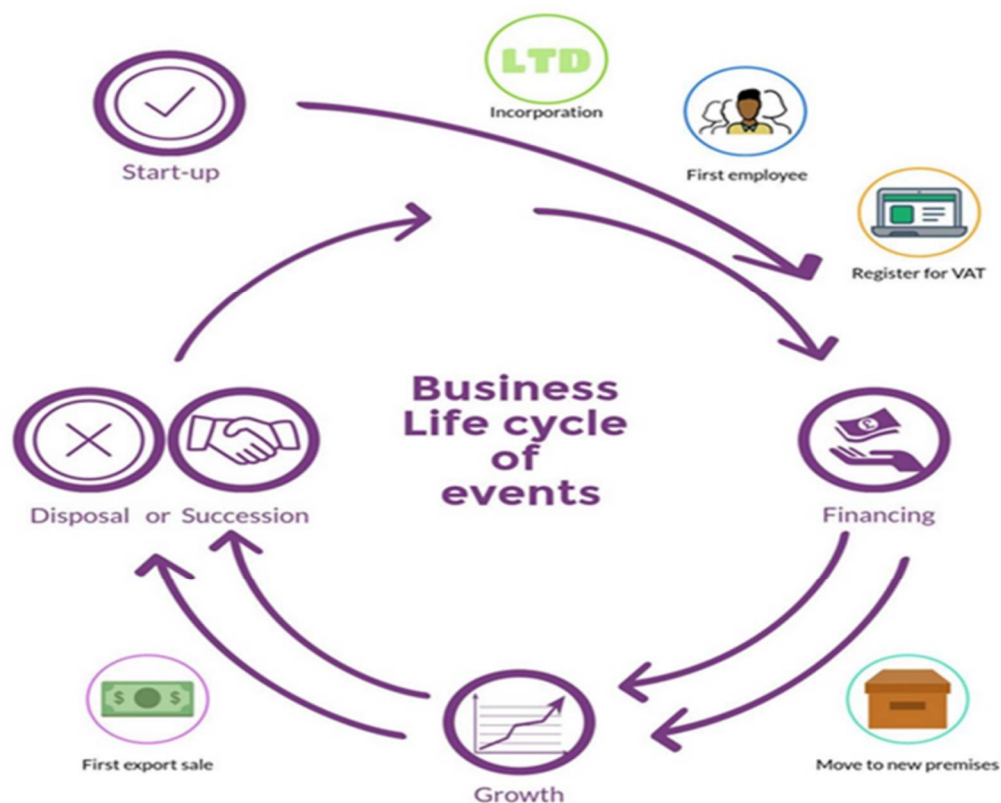 LTD
Incorporation
First employee
Start-up
Register for VAT
Business
Life cycle
of
events
£
Disposal or Succession
Financing
$ $
First export sale
Move to new premises
Growth